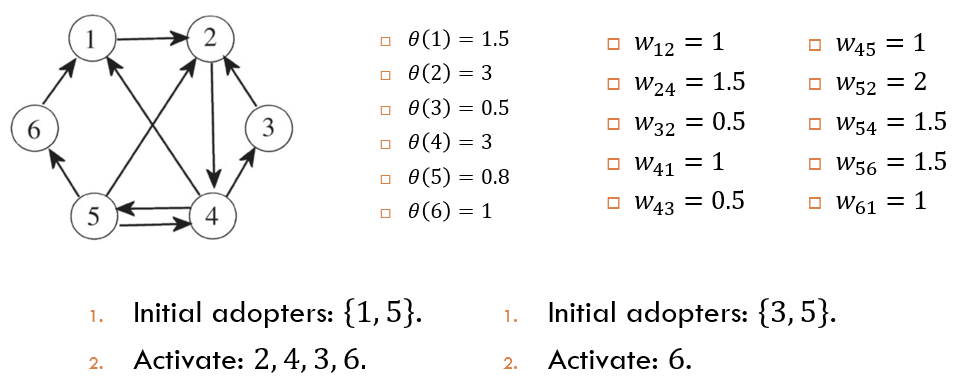 1
2
6
3
5
4
θ(1) = 1.5
θ(2) = 3
θ(3) = 0.5
θ(4) = 3
θ(5) = 0.8
θ(6) = 1
w₁₂ = 1
w₂₄ = 1.5
w₃₂ = 0.5
w₄₁ = 1
w₄₃ = 0.5
w₄₅ = 1
w₅₂ = 2
w₅₄ = 1.5
w₅₆ = 1.5
w₆₁ = 1
1. Initial adopters: {1, 5}.
2. Activate: 2, 4, 3, 6.
1. Initial adopters: {3, 5}.
2. Activate: 6.